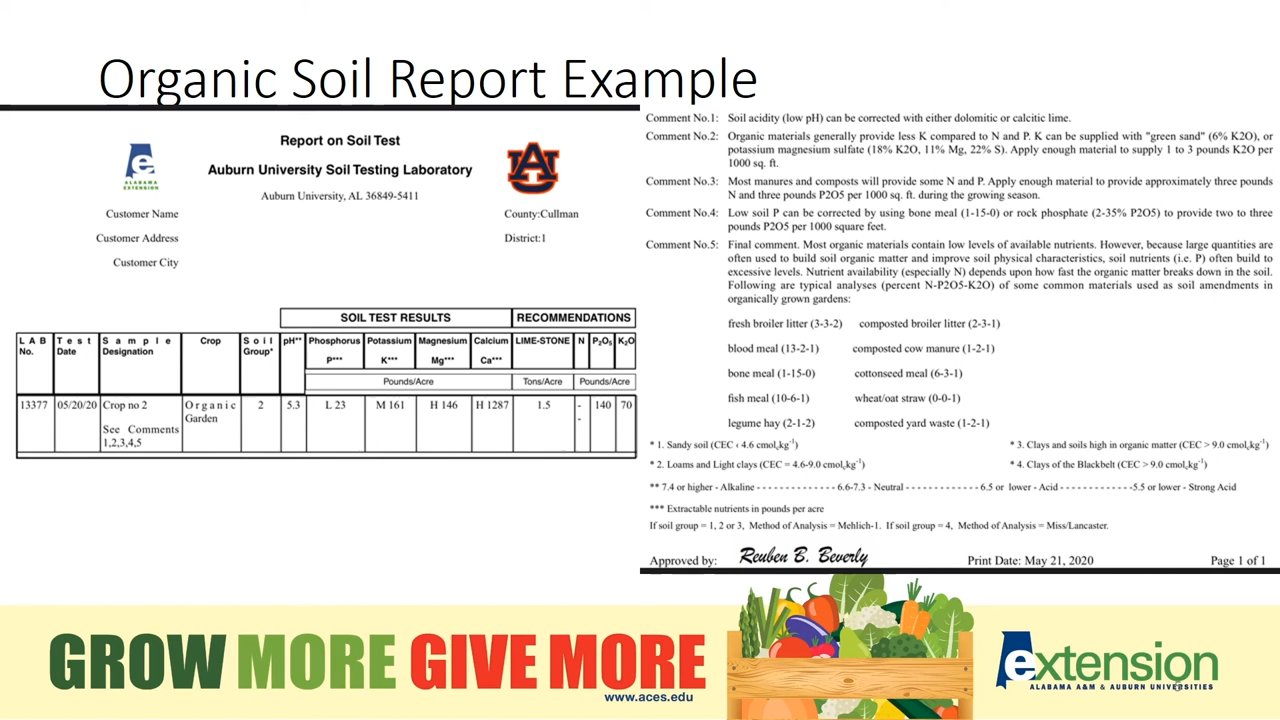 Organic Soil Report Example
Report on Soil Test
Auburn University Soil Testing Laboratory
Auburn University, AL 36849-5411
ALABAMA
EXTENSION
Customer Name
Customer Address
Customer City
County:Cullman
District:1
SOIL TEST RESULTS RECOMMENDATIONS
LAB No. Test Date Sample Designation Crop Soil Group* pH** Phosphorus P*** Potassium K*** Magnesium Mg*** Calcium Ca*** LIME-STONE N P2O5 K2O
Pounds/Acre Tons/Acre Pounds/Acre
13377 05/20/20 Crop no 2 Organic Garden 2 5.3 L 23 M 161 H 146 H 1287 1.5 -- 140 70
See Comments
1,2,3,4,5
Comment No.1: Soil acidity (low pH) can be corrected with either dolomitic or calcitic lime.
Comment No.2: Organic materials generally provide less K compared to N and P. K can be supplied with "green sand" (6% K2O), or
potassium magnesium sulfate (18% K2O, 11% Mg, 22% S). Apply enough material to supply 1 to 3 pounds K2O per
1000 sq. ft.
Comment No.3: Most manures and composts will provide some N and P. Apply enough material to provide approximately three pounds
N and three pounds P2O5 per 1000 sq. ft. during the growing season.
Comment No.4: Low soil P can be corrected by using bone meal (1-15-0) or rock phosphate (2-35% P2O5) to provide two to three
pounds P2O5 per 1000 square feet.
Comment No.5: Final comment. Most organic materials contain low levels of available nutrients. However, because large quantities are
often used to build soil organic matter and improve soil physical characteristics, soil nutrients (i.e. P) often build to
excessive levels. Nutrient availability (especially N) depends upon how fast the organic matter breaks down in the soil.
Following are typical analyses (percent N-P2O5-K2O) of some common materials used as soil amendments in
organically grown gardens:
fresh broiler litter (3-3-2) composted broiler litter (2-3-1)
blood meal (13-2-1) composted cow manure (1-2-1)
bone meal (1-15-0) cottonseed meal (6-3-1)
fish meal (10-6-1) wheat/oat straw (0-0-1)
legume hay (2-1-2) composted yard waste (1-2-1)
* 1. Sandy soil (CEC < 4.6 cmolckg-1) * 3. Clays and soils high in organic matter (CEC > 9.0 cmolckg-1)
* 2. Loams and Light clays (CEC = 4.6-9.0 cmolckg-1) * 4. Clays of the Blackbelt (CEC > 9.0 cmolckg-1)
** 7.4 or higher - Alkaline - - - - - - - - - - - - - 6.6-7.3 - Neutral - - - - - - - - - - - - 6.5 or lower - Acid - - - - - - - - - - - -5.5 or lower - Strong Acid
*** Extractable nutrients in pounds per acre
If soil group = 1, 2 or 3, Method of Analysis = Mehlich-1. If soil group = 4, Method of Analysis = Miss/Lancaster.
Approved by: Reuben B. Beverly Print Date: May 21, 2020 Page 1 of 1
GROW MORE GIVE MORE
www.aces.edu
Extension
ALABAMA A&M & AUBURN UNIVERSITIES